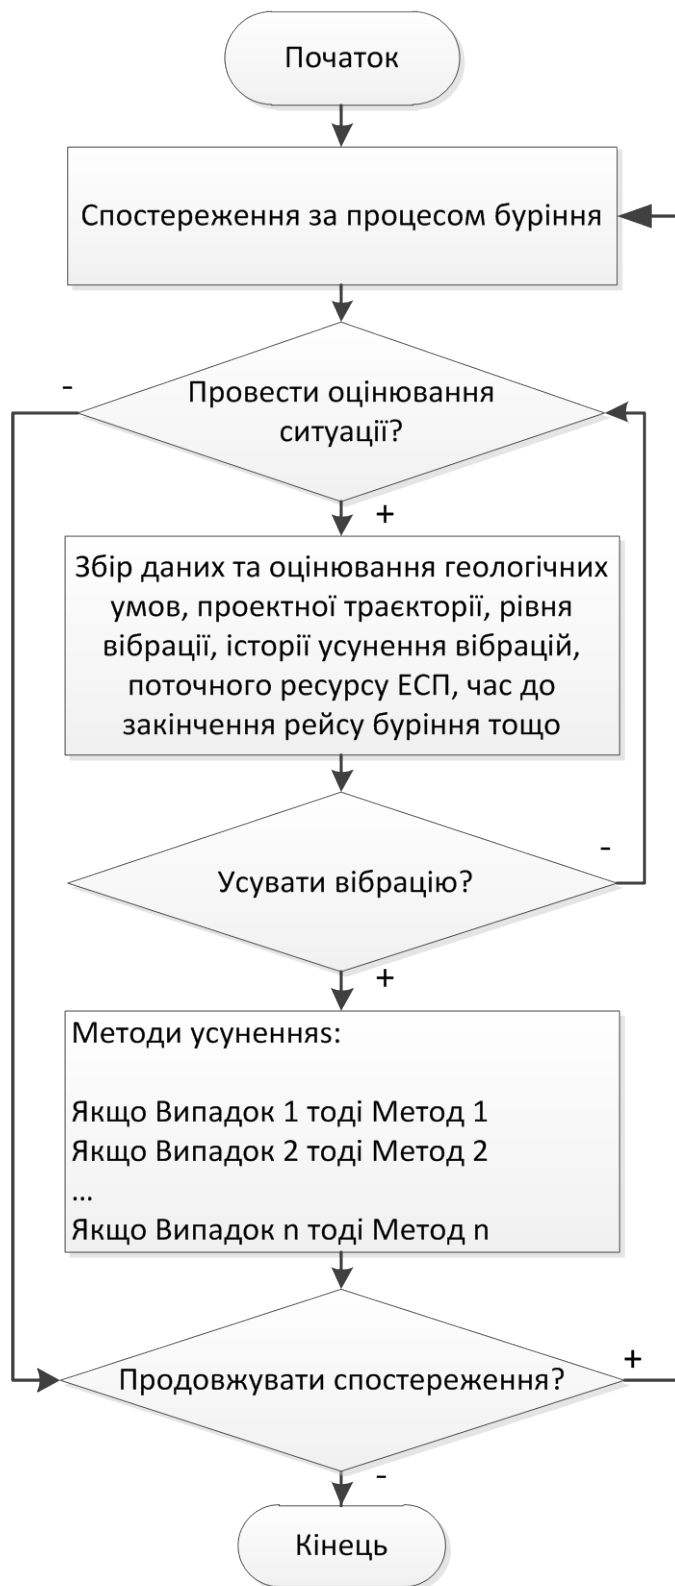 Початок
Спостереження за процесом буріння
-
Провести оцінювання
ситуації?
+
Збір даних та оцінювання геологічних
умов, проектної траєкторії, рівня
вібрації, історії усунення вібрацій,
поточного ресурсу ЕСП, час до
закінчення рейсу буріння тощо
-
Усувати вібрацію?
+
Методи усуненняs:
Якщо Випадок 1 тоді Метод 1
Якщо Випадок 2 тоді Метод 2
...
Якщо Випадок n тоді Метод n
+
Продовжувати спостереження?
-
Кінець